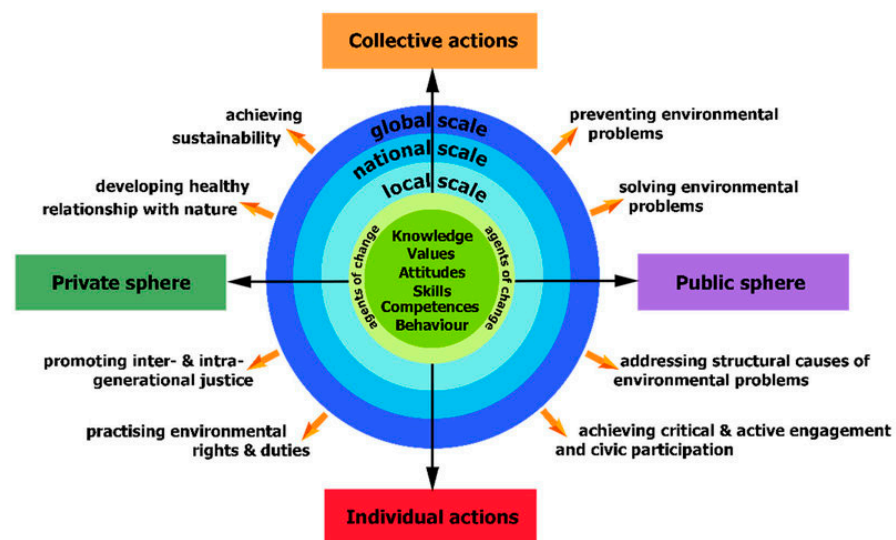 Collective actions
achieving
sustainability
global scale
preventing environmental
problems
national scale
developing healthy
relationship with nature
local scale
solving environmental
problems
Private sphere
agents of change
Knowledge
Values
Attitudes
Skills
Competences
Behaviour
agents of change
Public sphere
promoting inter- & intra-
generational justice
addressing structural causes of
environmental problems
practising environmental
rights & duties
achieving critical & active engagement
and civic participation
Individual actions